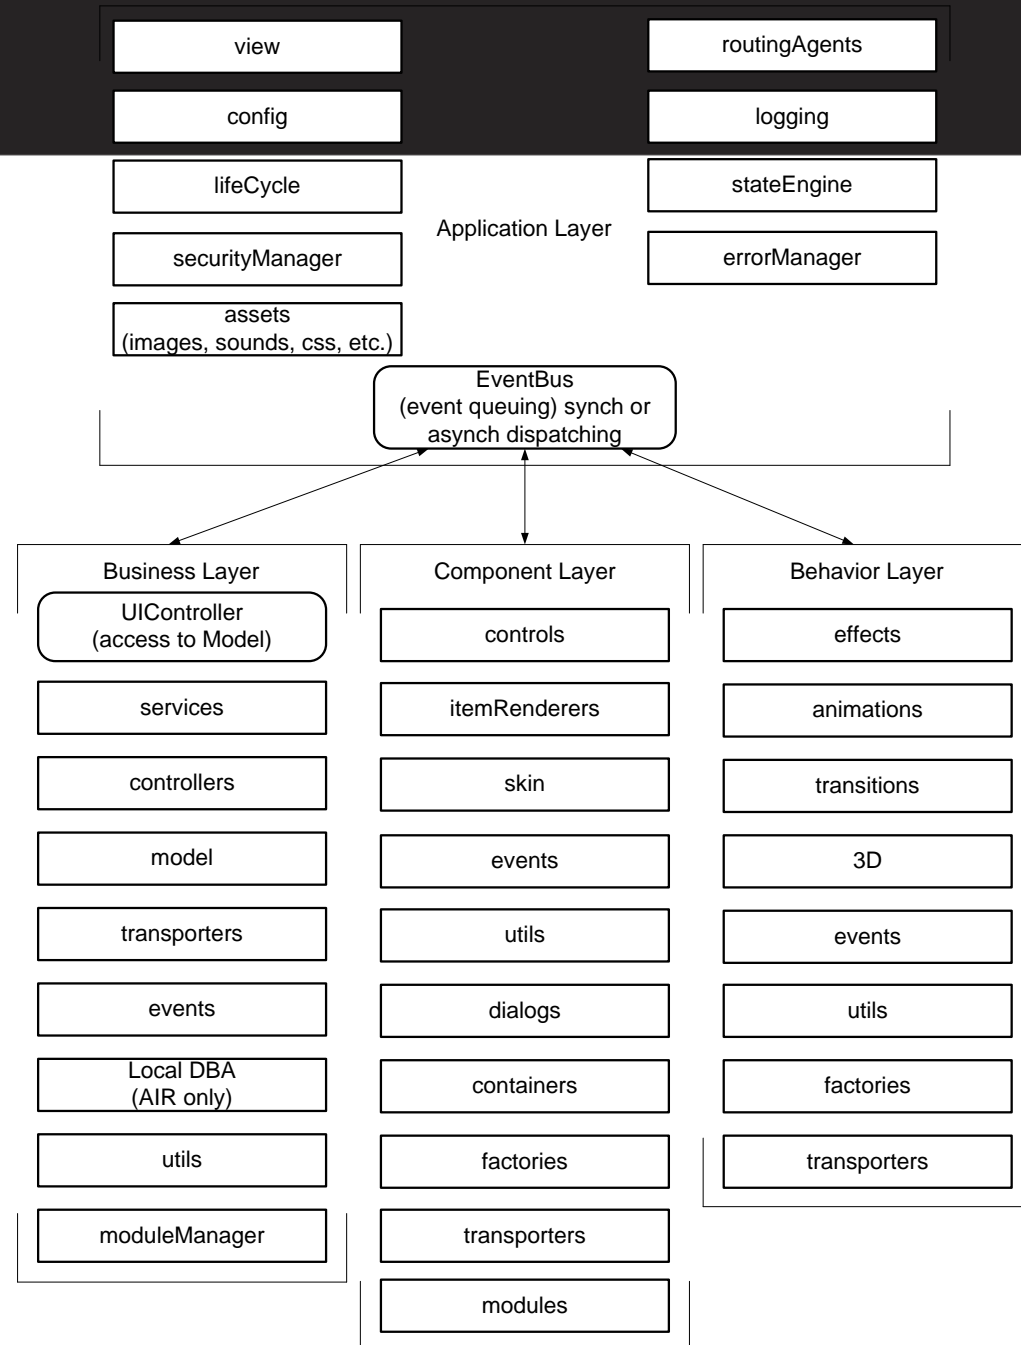 view
routingAgents
config
logging
lifeCycle
stateEngine
Application Layer
securityManager
errorManager
assets
(images, sounds, css, etc.)
EventBus
(event queuing) synch or
asynch dispatching
Business Layer
UIController
(access to Model)
services
controllers
model
transporters
events
Local DBA
(AIR only)
utils
moduleManager
Component Layer
controls
itemRenderers
skin
events
utils
dialogs
containers
factories
transporters
modules
Behavior Layer
effects
animations
transitions
3D
events
utils
factories
transporters